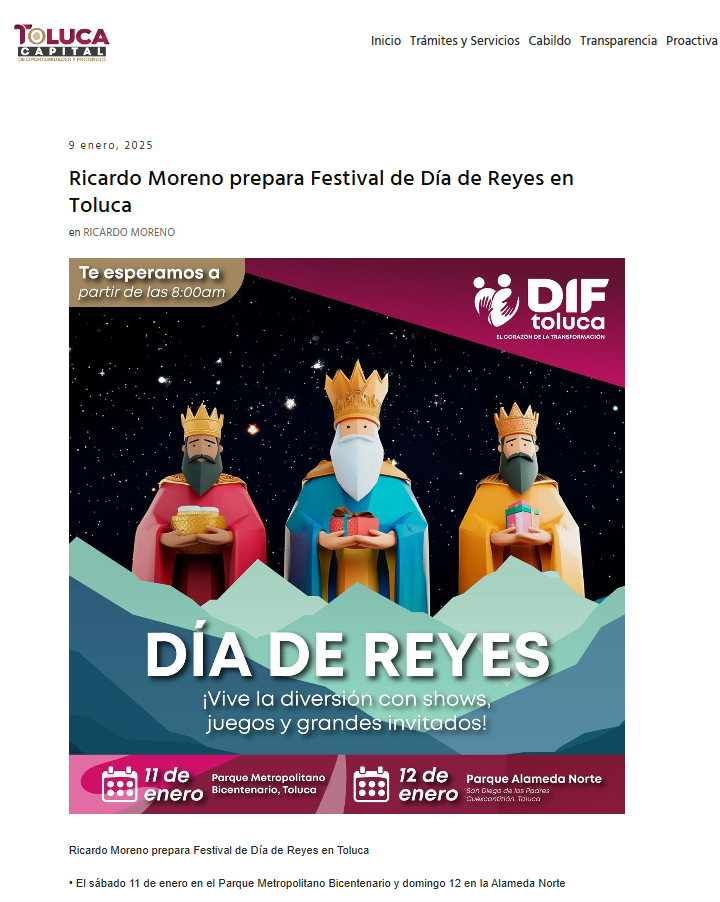 TOLUCA
CAPITAL
DE OPORTUNIDADES Y PROGRESO
Inicio Trámites y Servicios Cabildo Transparencia Proactiva
9 enero, 2025
Ricardo Moreno prepara Festival de Día de Reyes en
Toluca
en RICARDO MORENO
Te esperamos a
partir de las 8:00am
DIF
toluca
EL CORAZÓN DE LA TRANSFORMACIÓN
DÍA DE REYES
¡Vive la diversión con shows,
juegos y grandes invitados!
11 de
enero
Parque Metropolitano
Bicentenario, Toluca
12 de
enero
Parque Alameda Norte
San Diego de los Padres
Cuexcontitlán, Toluca
Ricardo Moreno prepara Festival de Día de Reyes en Toluca
• El sábado 11 de enero en el Parque Metropolitano Bicentenario y domingo 12 en la Alameda Norte